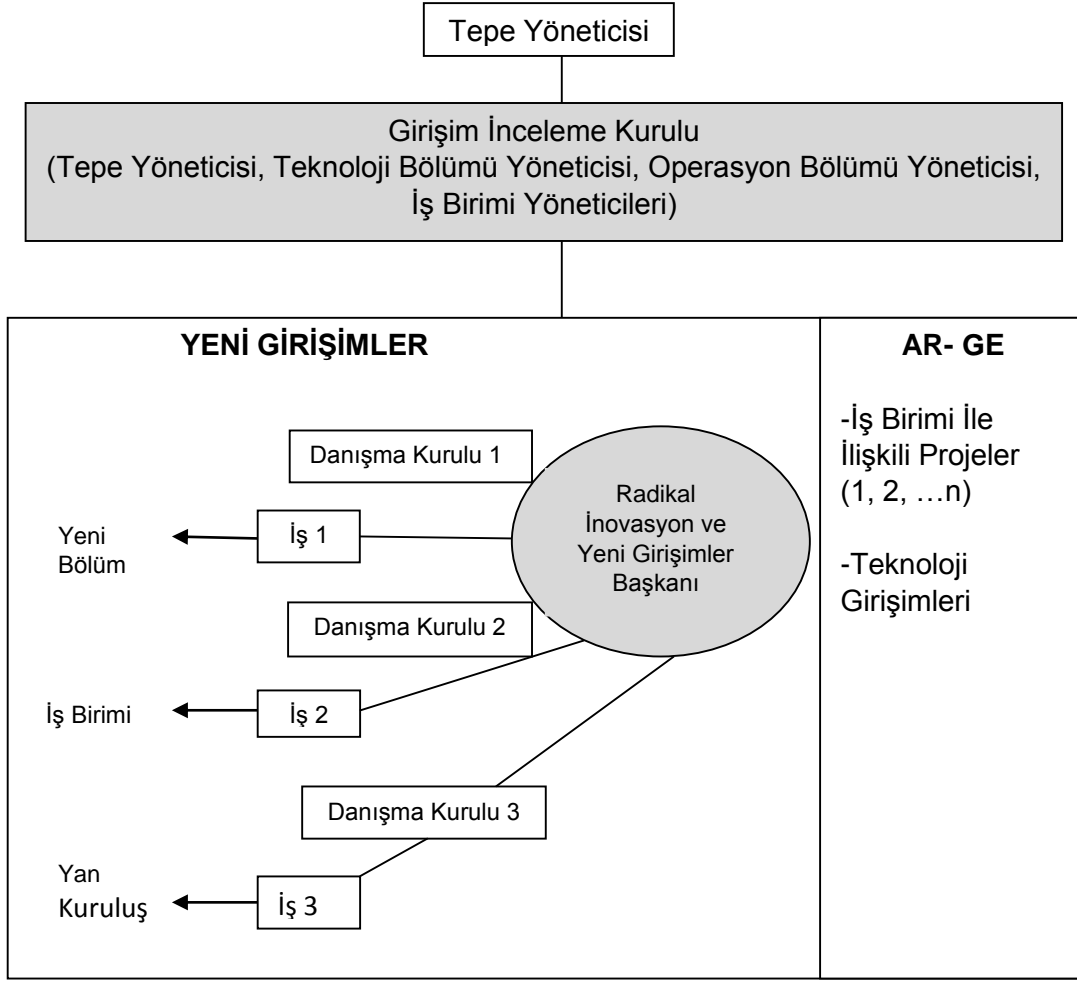 Tepe Yöneticisi
Girişim İnceleme Kurulu
(Tepe Yöneticisi, Teknoloji Bölümü Yöneticisi, Operasyon Bölümü Yöneticisi,
İş Birimi Yöneticileri)
YENİ GİRİŞİMLER
Danışma Kurulu 1
Yeni
Bölüm
İş 1
Danışma Kurulu 2
İş Birimi
İş 2
Danışma Kurulu 3
Yan
Kuruluş
İş 3
Radikal
İnovasyon ve
Yeni Girişimler
Başkanı
AR- GE
-İş Birimi İle
İlişkili Projeler
(1, 2, …n)
-Teknoloji
Girişimleri